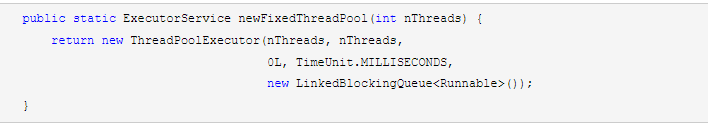 public static ExecutorService newFixedThreadPool(int nThreads) {
    return new ThreadPoolExecutor(nThreads, nThreads,
                                  0L, TimeUnit.MILLISECONDS,
                                  new LinkedBlockingQueue<Runnable>());
}